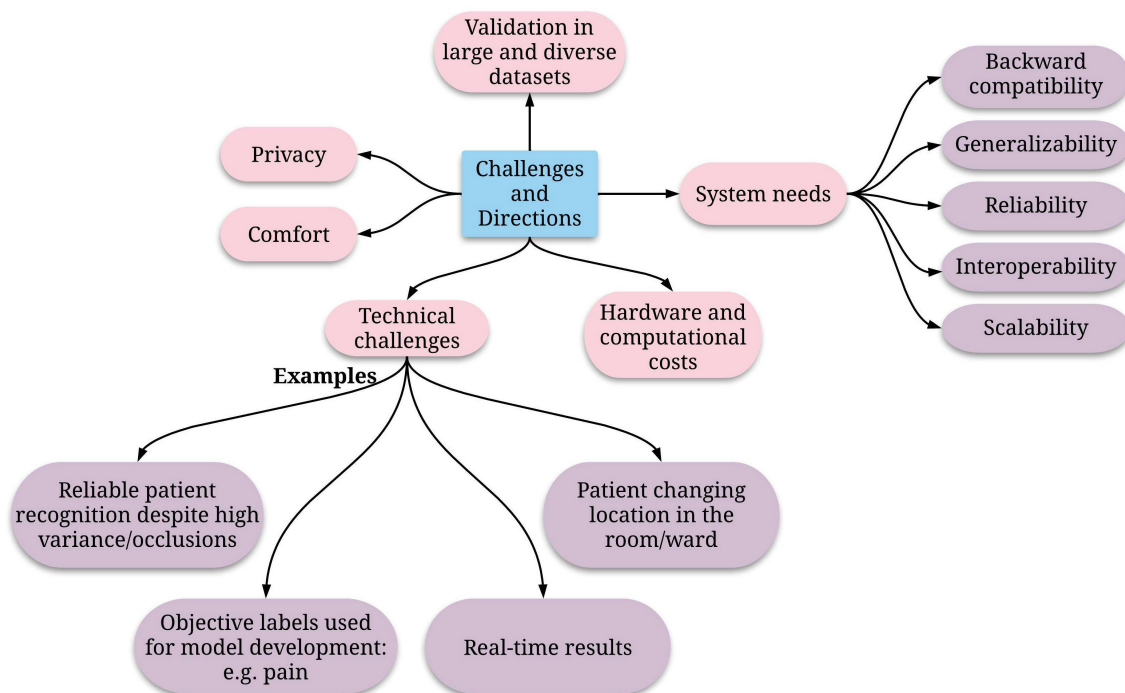 Validation in
large and diverse
datasets
Privacy
Comfort
Challenges
and
Directions
System needs
Backward
compatibility
Generalizability
Reliability
Interoperability
Scalability
Technical
challenges
Hardware and
computational
costs
Examples
Reliable patient
recognition despite high
variance/occlusions
Patient changing
location in the
room/ward
Objective labels used
for model development:
e.g. pain
Real-time results